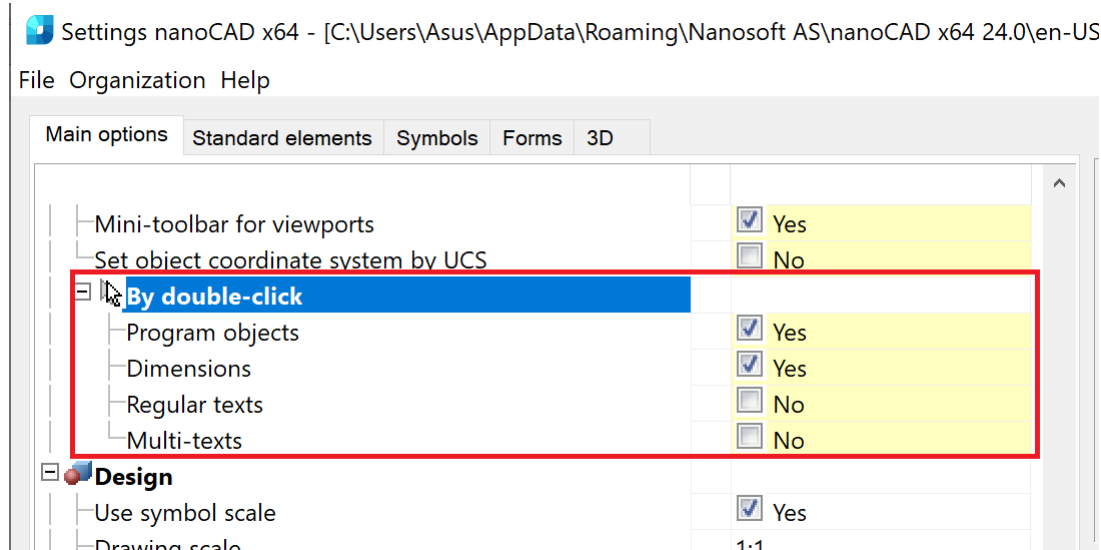 Settings nanoCAD x64 - [C:\Users\Asus\AppData\Roaming\Nanosoft AS\nanoCAD x64 24.0\en-US
File Organization Help
Main options Standard elements Symbols Forms 3D
Mini-toolbar for viewports Yes
Set object coordinate system by UCS No
By double-click
Program objects Yes
Dimensions Yes
Regular texts No
Multi-texts No
Design
Use symbol scale Yes
Drawing scale 1:1